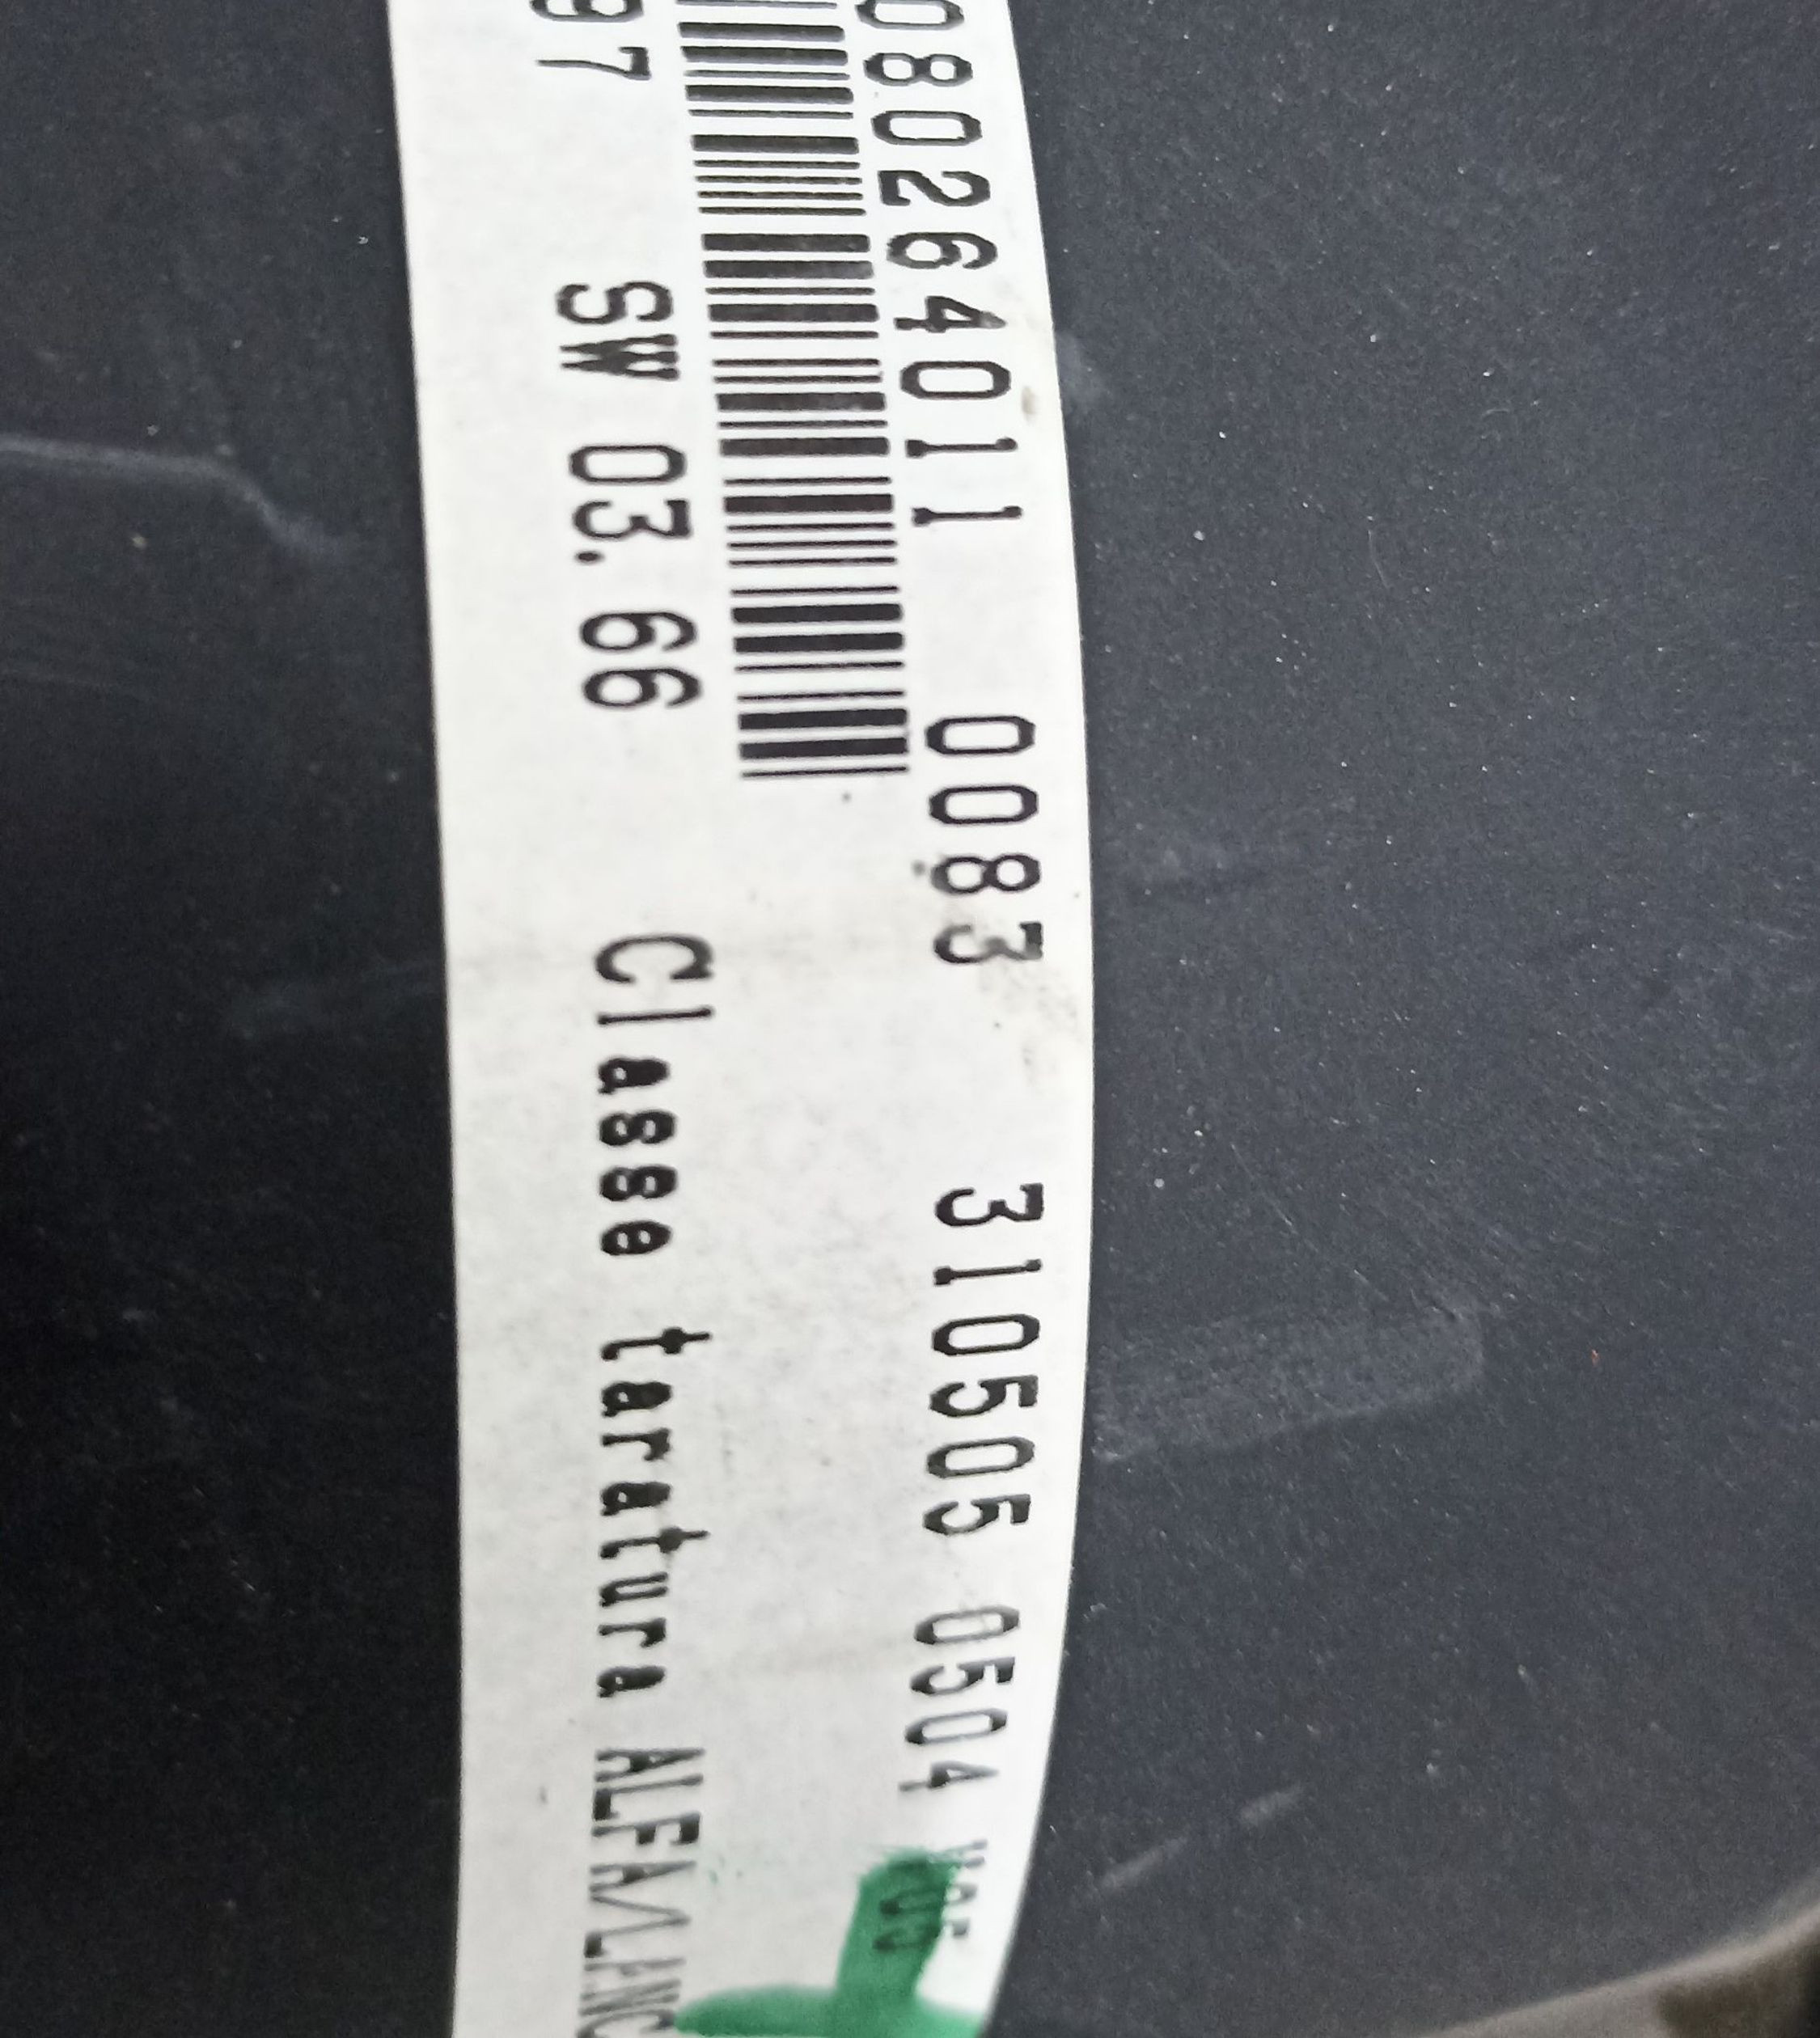 080264011 0083 310505 0504
97 SW 03.66 Classe taratura ALFA/LANC